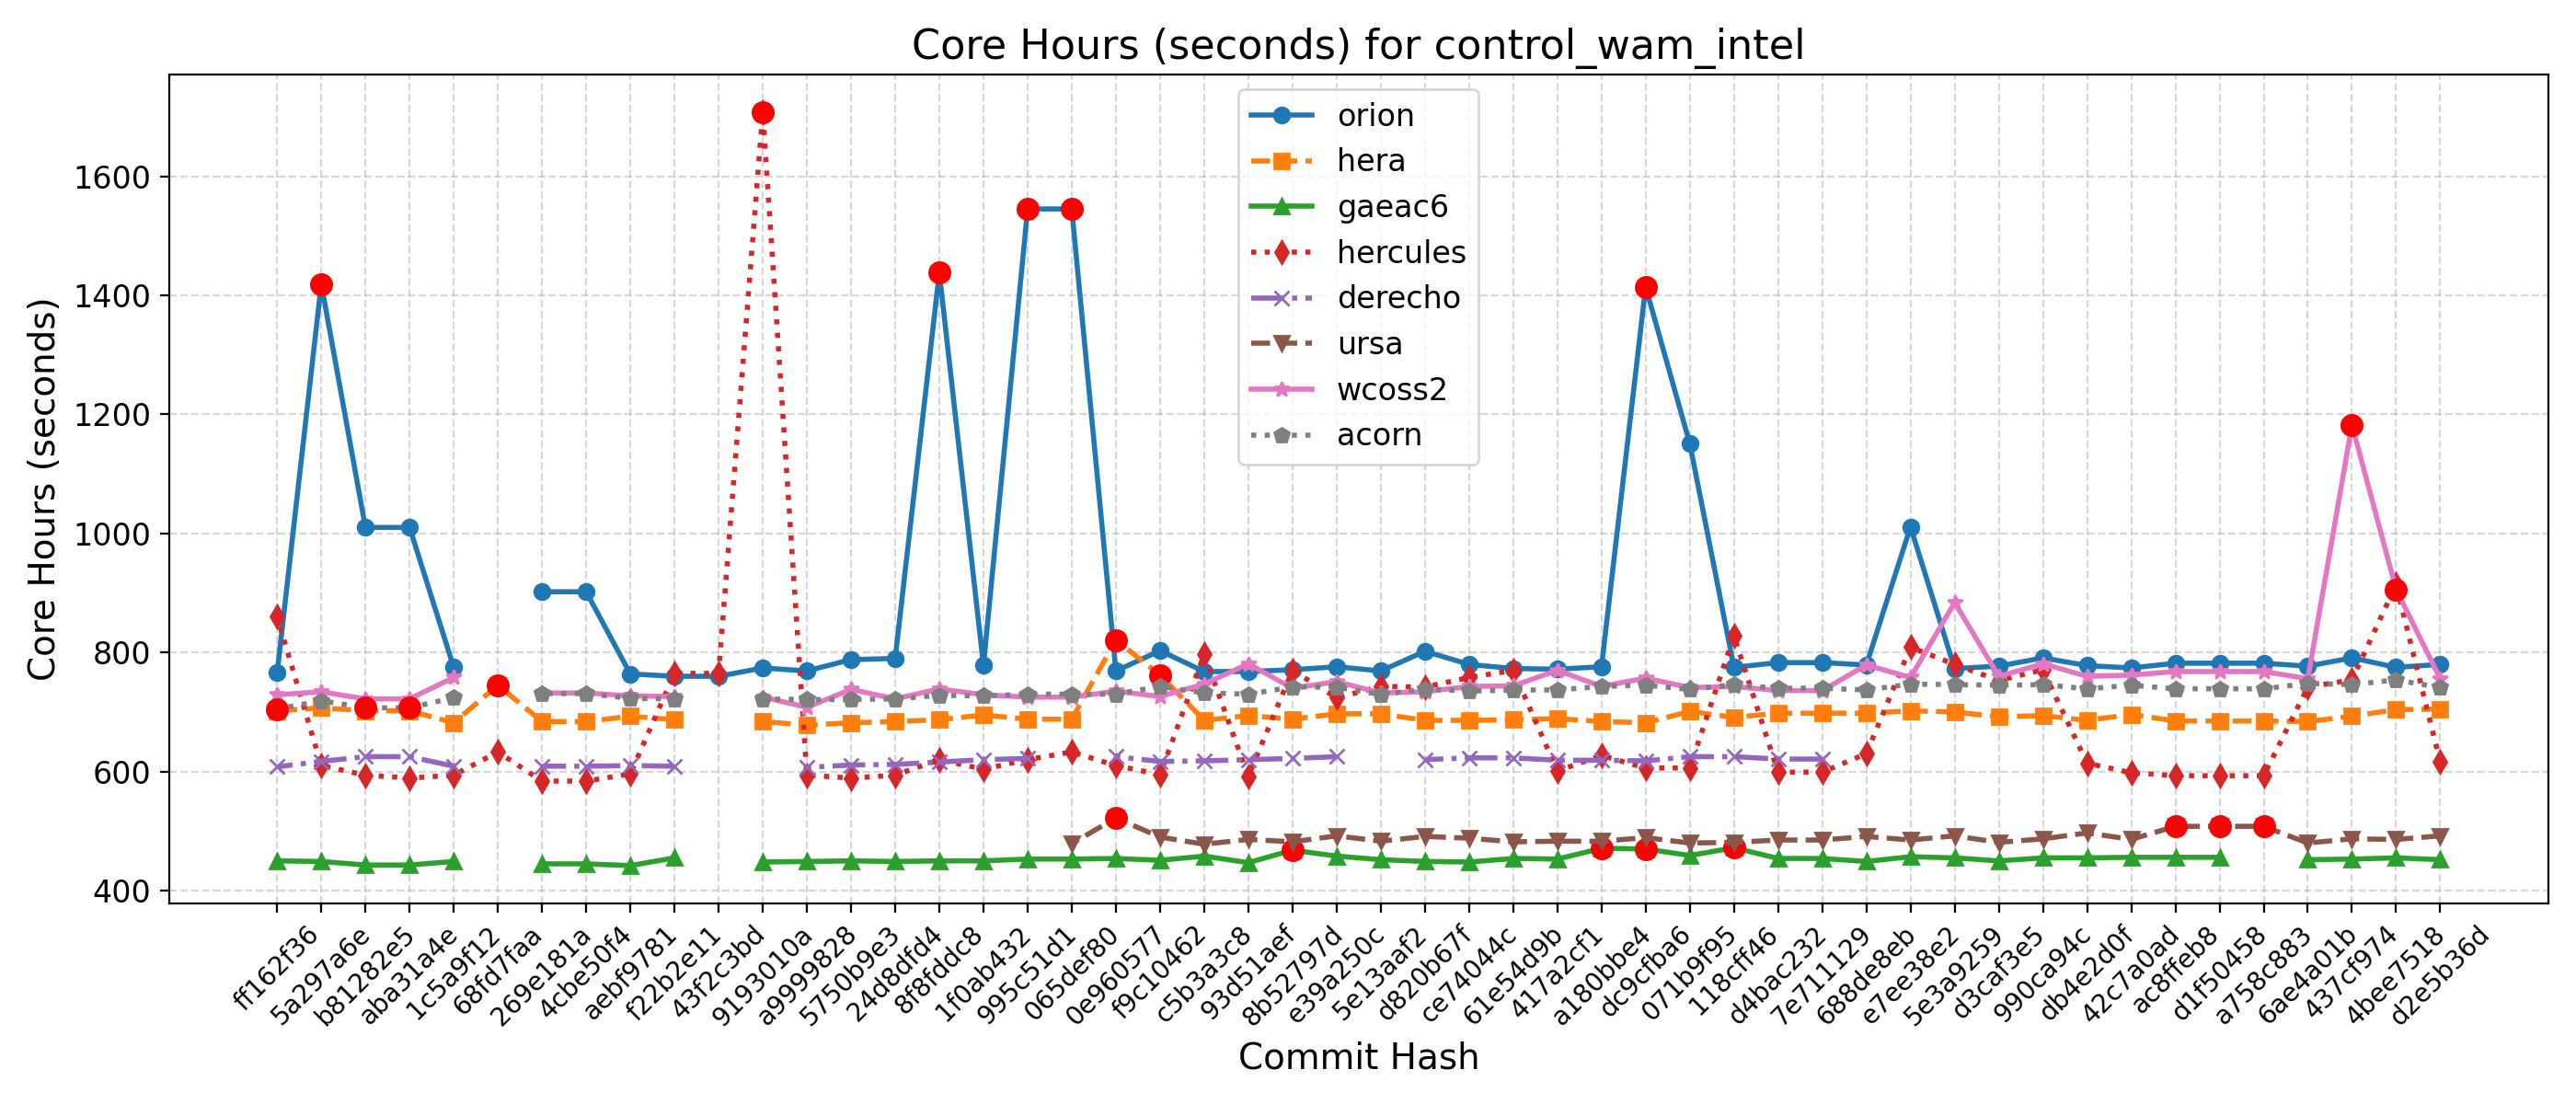 Core Hours (seconds) for control_wam_intel
Core Hours (seconds)
1600
1400
1200
1000
800
600
400
orion
hera
gaeac6
hercules
derecho
ursa
wcoss2
acorn
ff162f36
5a297a6e
b81282e5
aba31a4e
1c5a9f12
68fd7faa
269e181a
4cbe50f4
aebf9781
f22b2e11
43f2c3bd
9193010a
a9999828
5750b9e3
24d8dfd4
8f8fddc8
1f0ab432
995c51d1
065def80
0e960577
f9c10462
c5b3a3c8
93d51aef
8b52797d
e39a250c
5e13aaf2
d820b67f
ce74044c
61e54d9b
417a2cf1
a180bbe4
dc9cfba6
071b9f95
118cff46
d4bac232
7e711129
688de8eb
e7ee38e2
5e3a9259
d3caf3e5
990ca94c
db4e2d0f
42c7a0ad
ac8ffeb8
d1f50458
a758c883
6ae4a01b
437cf974
4bee7518
d2e5b36d
Commit Hash